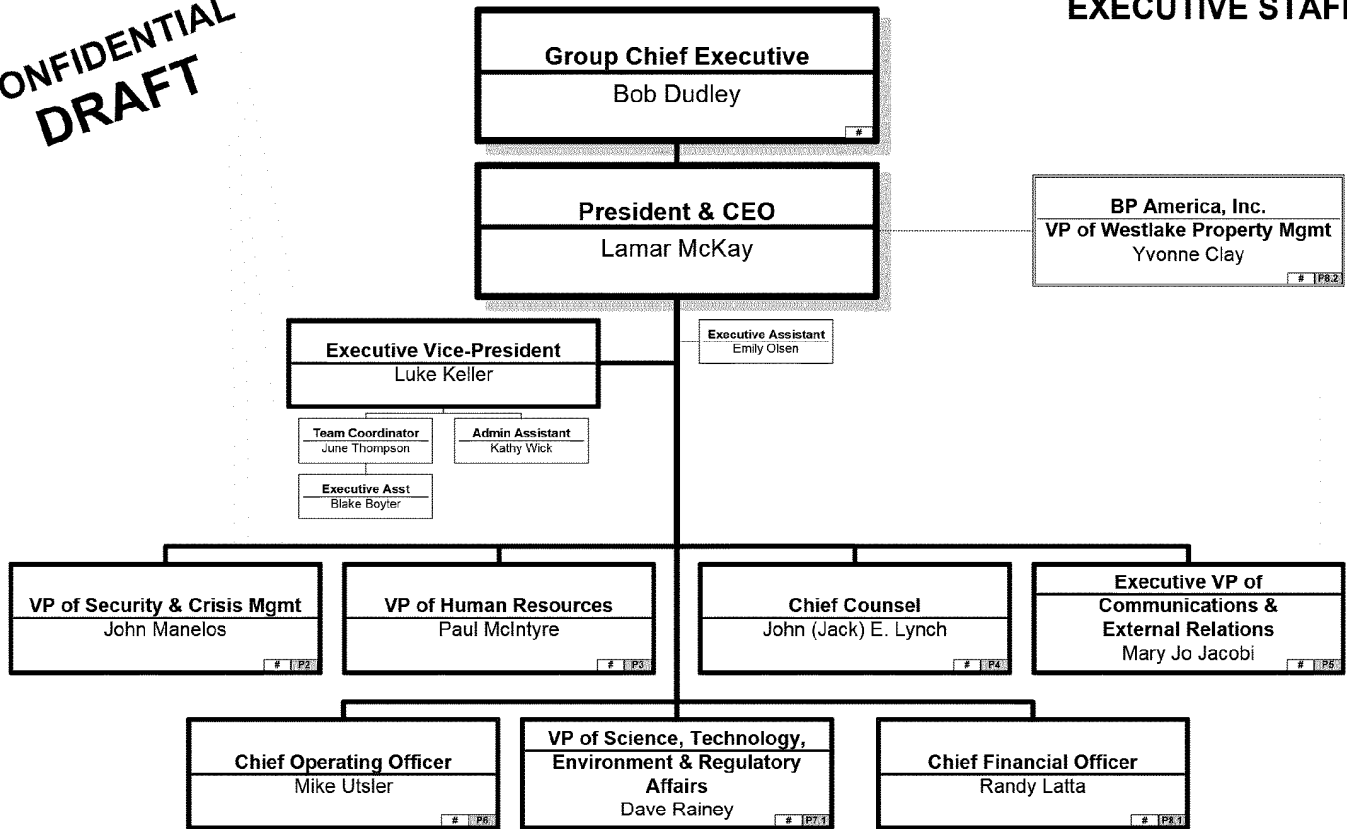 EXECUTIVE STAFF
ONFIDENTIAL
DRAFT
Group Chief Executive
Bob Dudley
#
President & CEO
Lamar McKay
BP America, Inc.
VP of Westlake Property Mgmt
Yvonne Clay
# P8.2
Executive Assistant
Emily Olsen
Executive Vice-President
Luke Keller
Team Coordinator
June Thompson
Admin Assistant
Kathy Wick
Executive Asst
Blake Boyter
VP of Security & Crisis Mgmt
John Manelos
# P2
VP of Human Resources
Paul McIntyre
# P3
Chief Counsel
John (Jack) E. Lynch
# P4
Executive VP of
Communications &
External Relations
Mary Jo Jacobi
# P5
Chief Operating Officer
Mike Utsler
# P6
VP of Science, Technology,
Environment & Regulatory
Affairs
Dave Rainey
# P7.1
Chief Financial Officer
Randy Latta
# P8.1